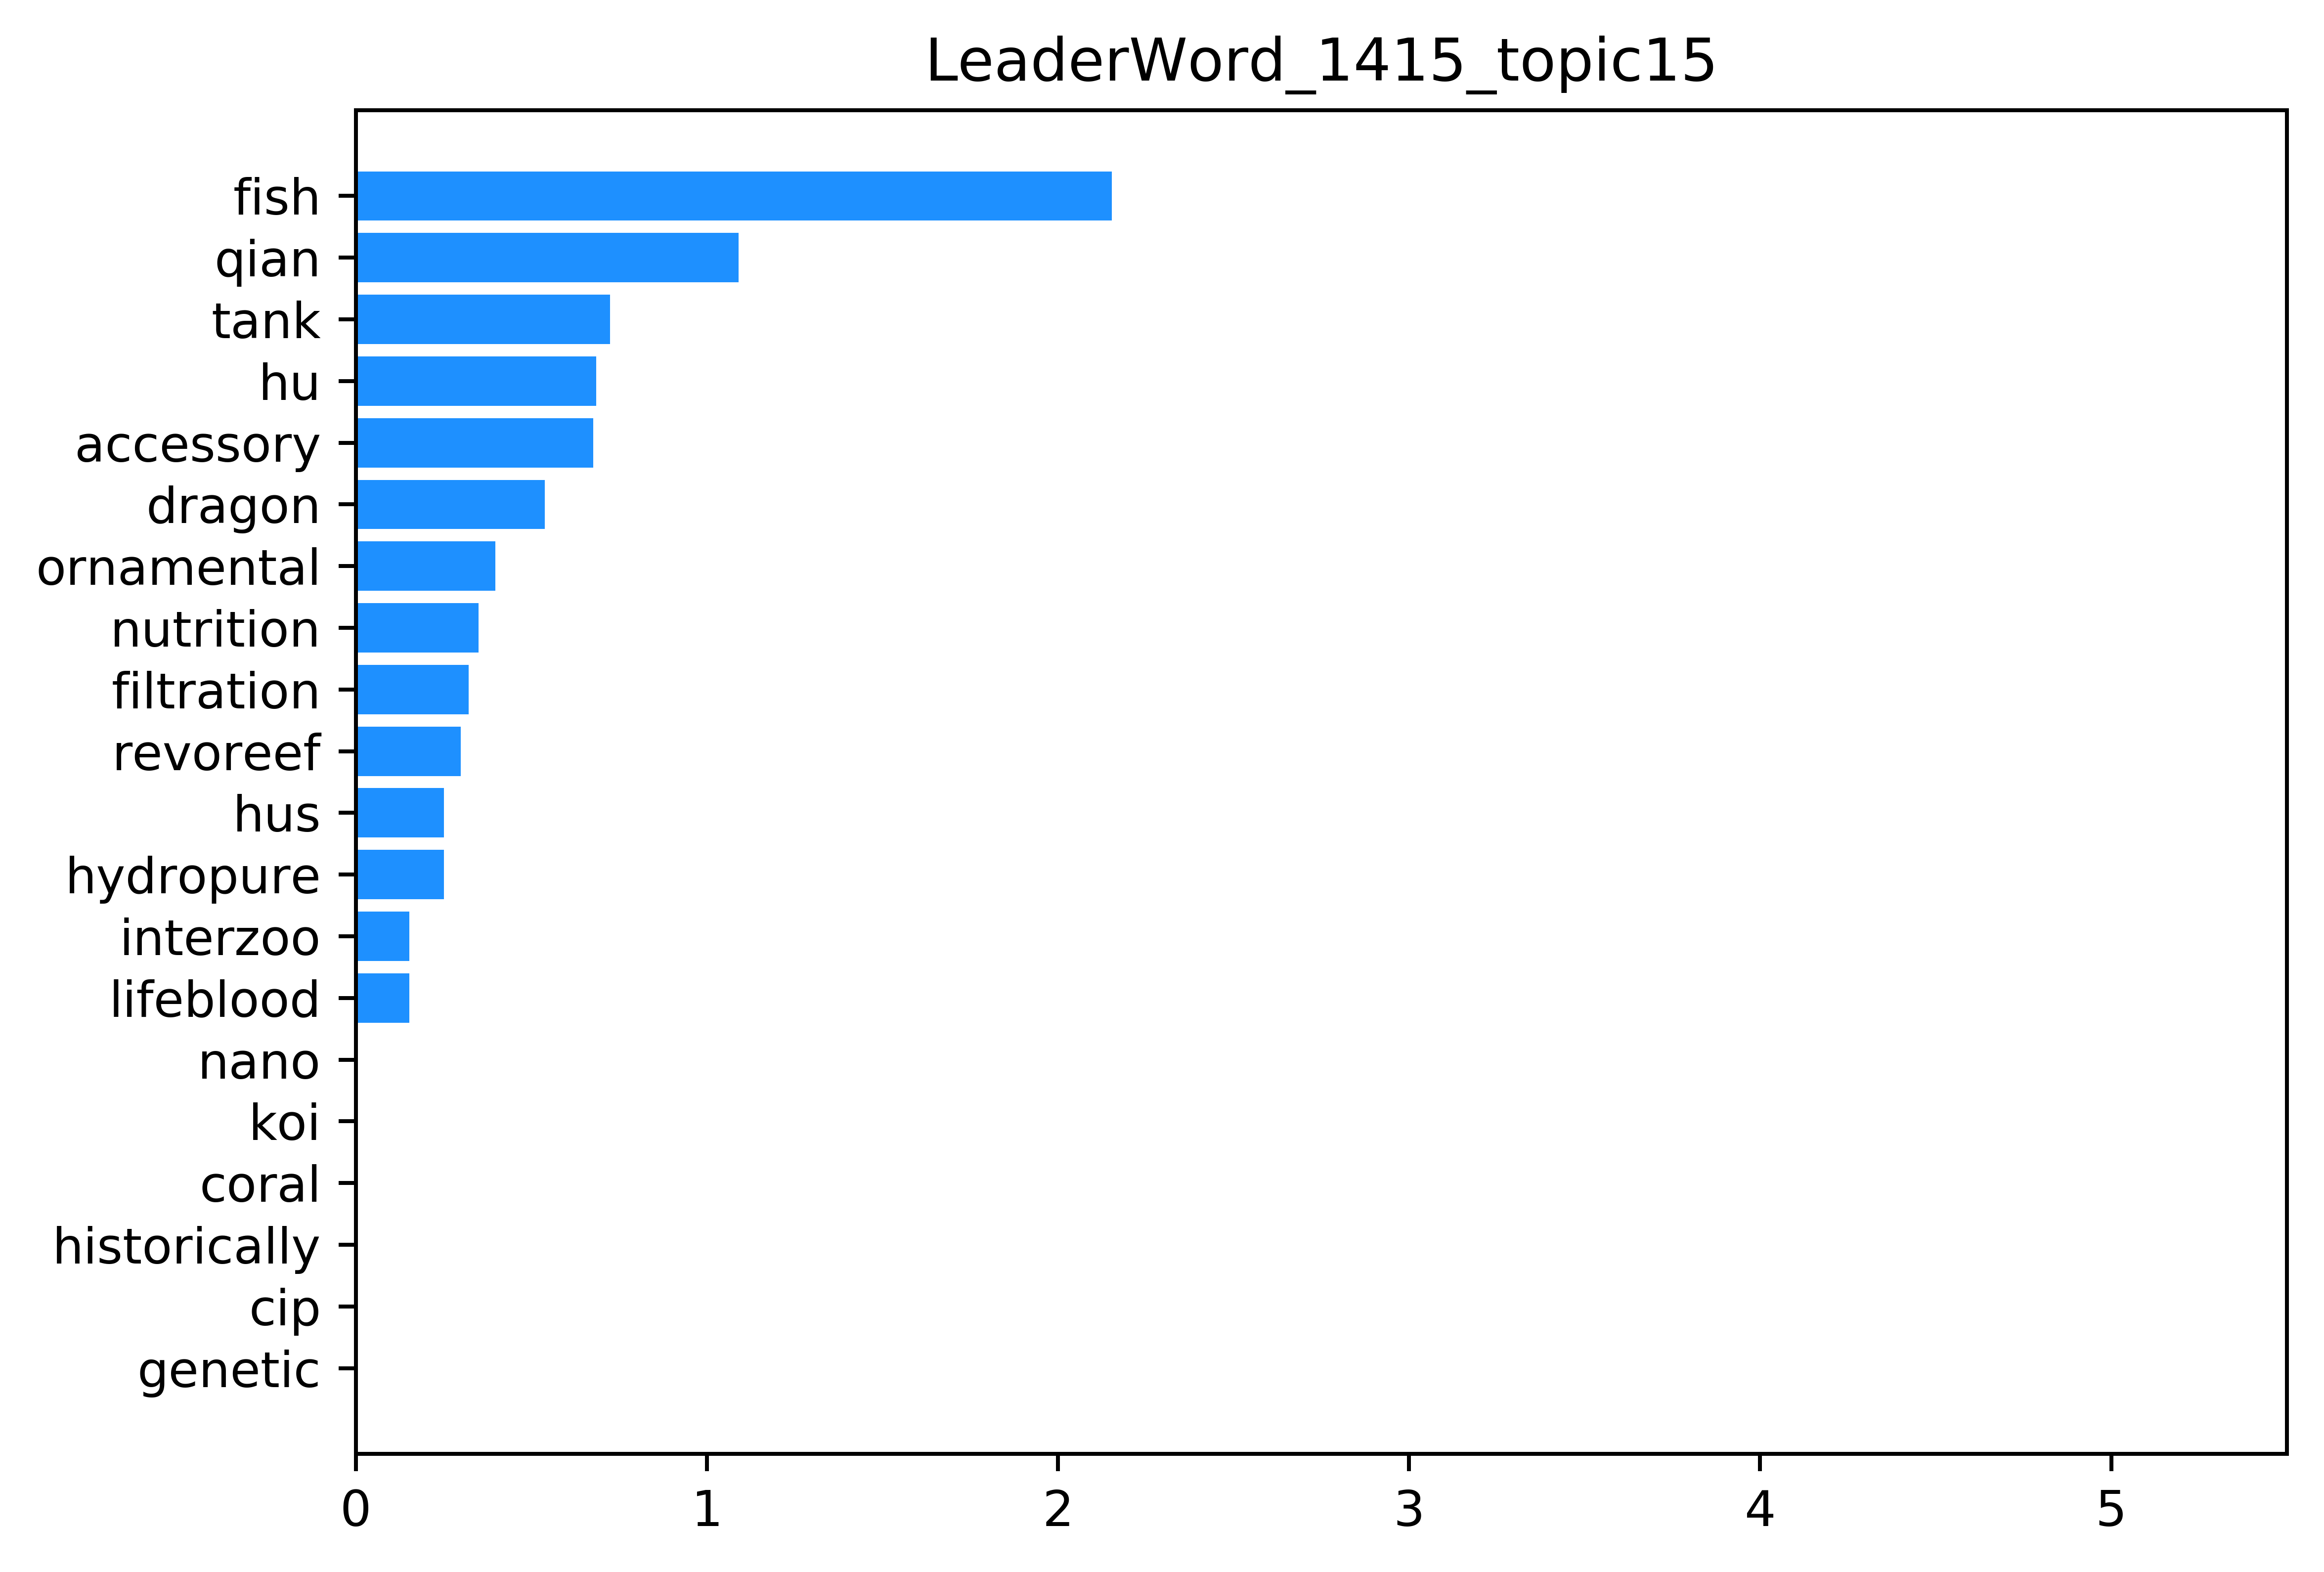 LeaderWord_1415_topic15
fish
qian
tank
hu
accessory
dragon
ornamental
nutrition
filtration
revoreef
hus
hydropure
interzoo
lifeblood
nano
koi
coral
historically
cip
genetic
0 1 2 3 4 5